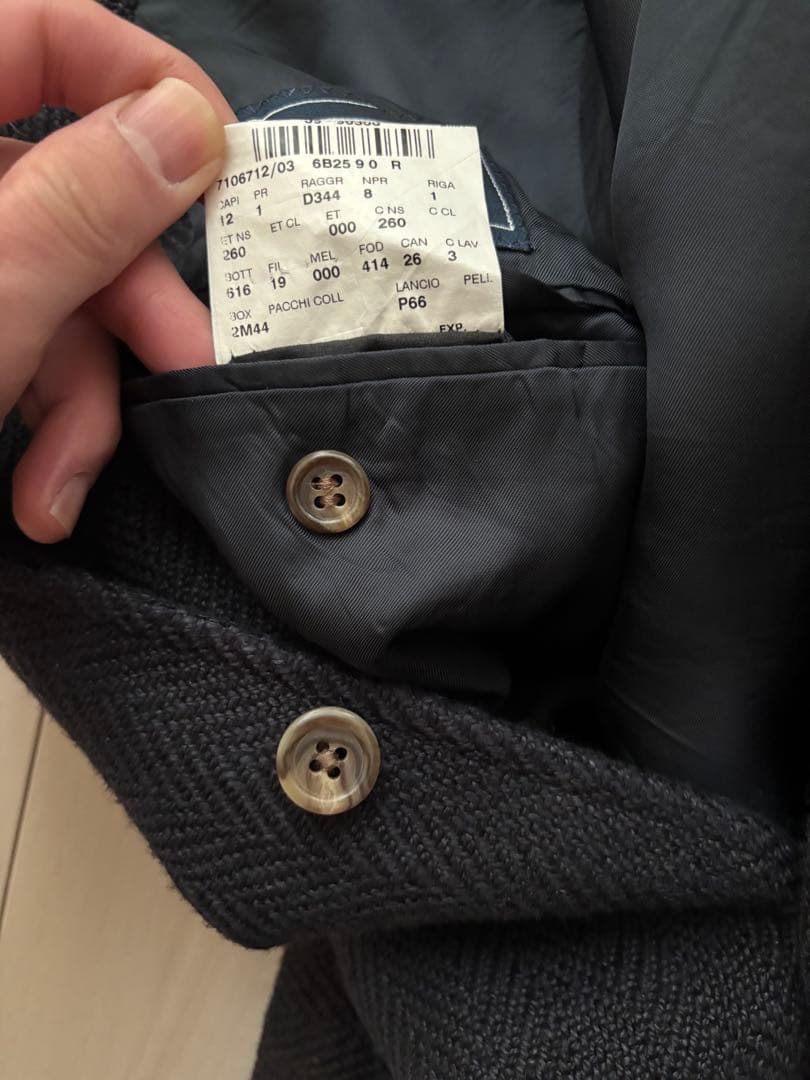 7106712/03 6B25 9 0 R
CAPI PR RAGGR NPR RIGA
12 1 D344 8 1
ET NS ET CL ET C NS C CL
260 000 260
BOTT FIL MEL FOD CAN C LAV
616 19 000 414 26 3
BOX PACCHI COLL LANCIO PELL
2M44 P66
EXP.